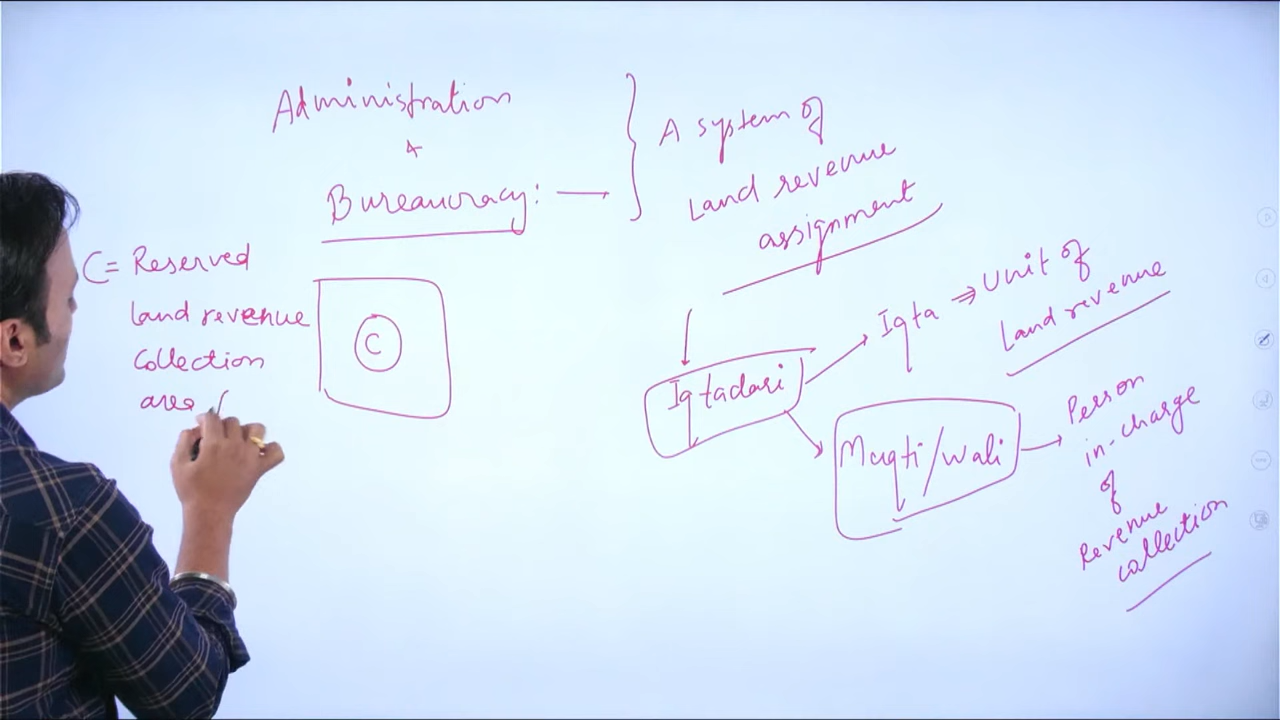 Administration
&
Bureaucracy: →
A system of
Land revenue
assignment
C = Reserved
land revenue
collection
area (
C
Iqtadari
Iqta ⇒ Unit of
Land revenue
Muqti/wali
Person
in-charge
of
Revenue
collection